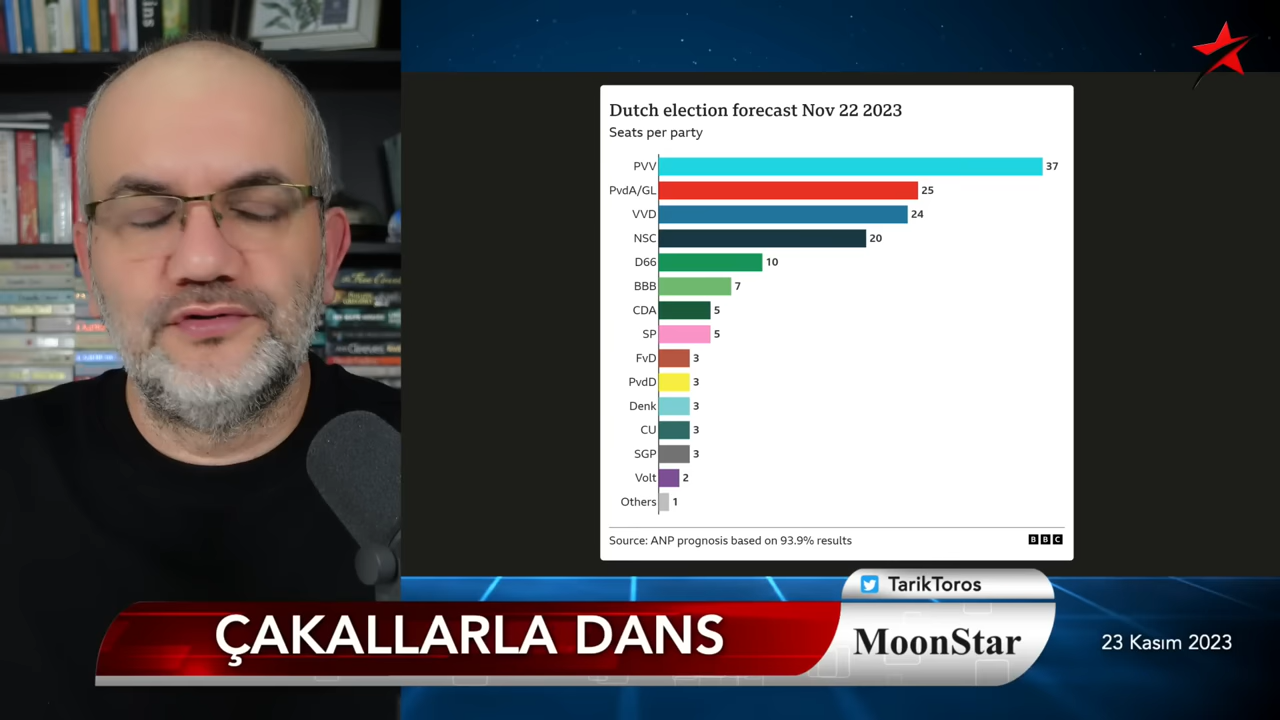 Dutch election forecast Nov 22 2023
Seats per party
PVV 37
PvdA/GL 25
VVD 24
NSC 20
D66 10
BBB 7
CDA 5
SP 5
FvD 3
PvdD 3
Denk 3
CU 3
SGP 3
Volt 2
Others 1
Source: ANP prognosis based on 93.9% results
BBC
TarikToros
ÇAKALLARLA DANS
MoonStar
23 Kasım 2023